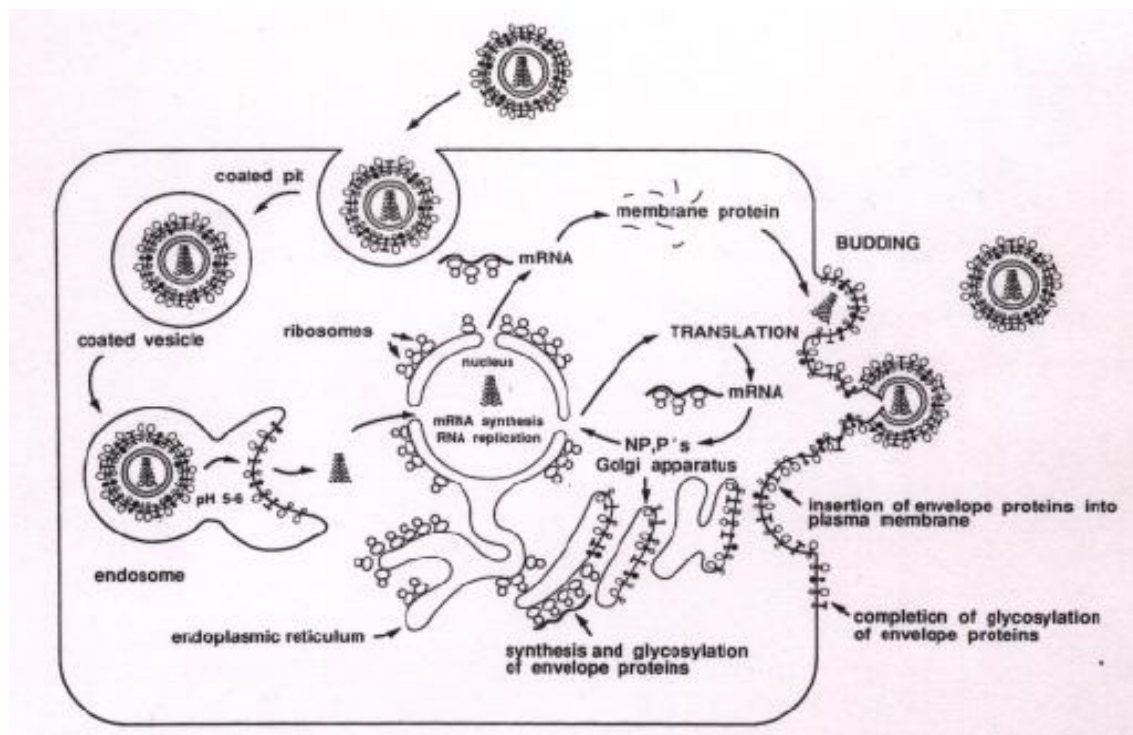 coated pit
membrane protein
BUDDING
mRNA
coated vesicle
ribosomes
TRANSLATION
nucleus
mRNA
mRNA synthesis
RNA replication
NP,P's
Golgi apparatus
pH 5-6
insertion of envelope proteins into
plasma membrane
endosome
endoplasmic reticulum
synthesis and glycosylation
of envelope proteins
completion of glycosylation
of envelope proteins